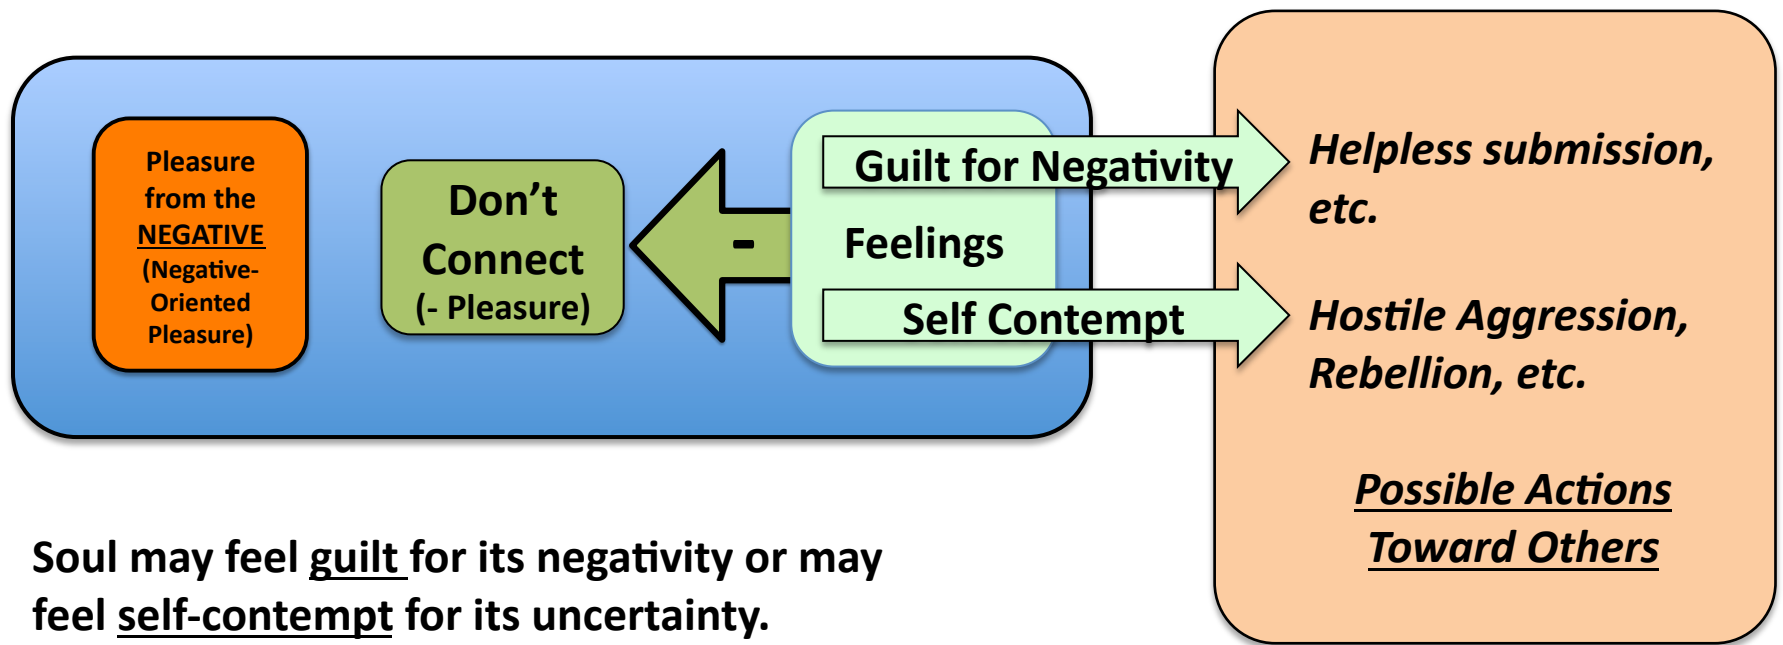 Pleasure
from the
NEGATIVE
(Negative-
Oriented
Pleasure)
Don’t
Connect
(- Pleasure)
-
Guilt for Negativity
Feelings
Self Contempt
Helpless submission,
etc.
Hostile Aggression,
Rebellion, etc.
Possible Actions
Toward Others
Soul may feel guilt for its negativity or may
feel self-contempt for its uncertainty.